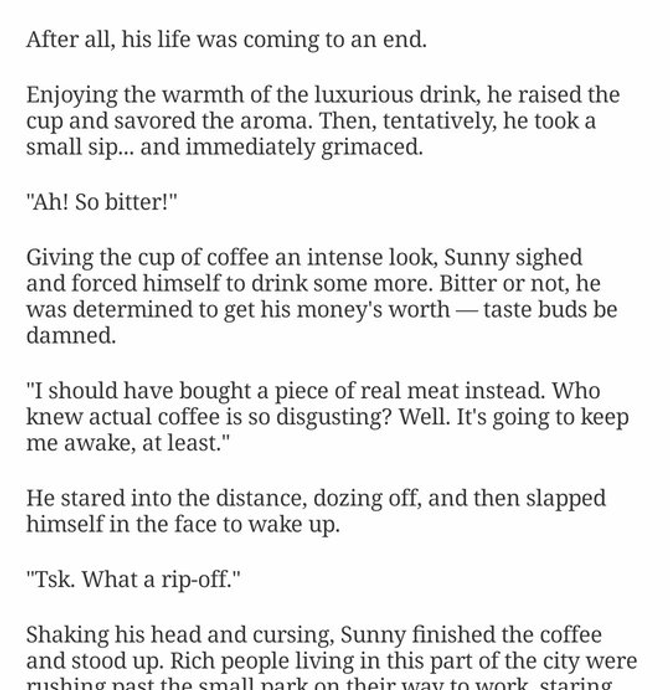 After all, his life was coming to an end.
Enjoying the warmth of the luxurious drink, he raised the
cup and savored the aroma. Then, tentatively, he took a
small sip... and immediately grimaced.
"Ah! So bitter!"
Giving the cup of coffee an intense look, Sunny sighed
and forced himself to drink some more. Bitter or not, he
was determined to get his money's worth — taste buds be
damned.
"I should have bought a piece of real meat instead. Who
knew actual coffee is so disgusting? Well. It's going to keep
me awake, at least."
He stared into the distance, dozing off, and then slapped
himself in the face to wake up.
"Tsk. What a rip-off."
Shaking his head and cursing, Sunny finished the coffee
and stood up. Rich people living in this part of the city were
rushing past the small park on their way to work, staring